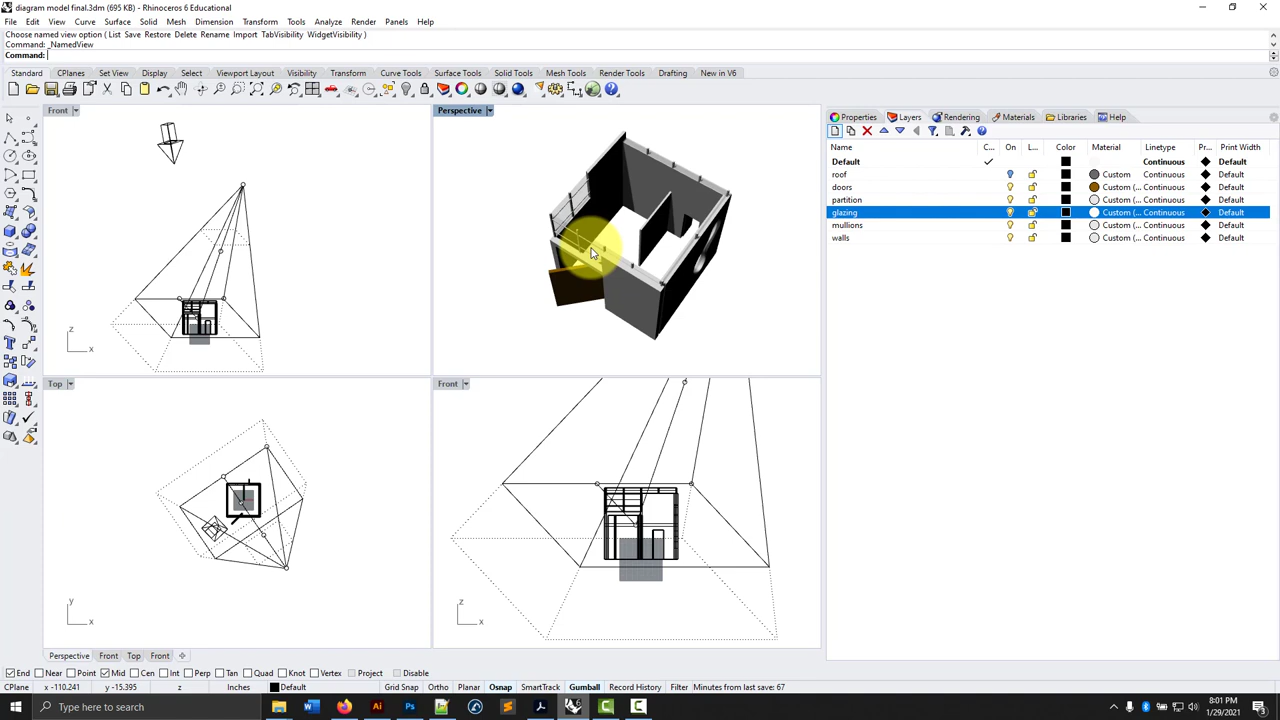 diagram model final.3dm (695 KB) - Rhinoceros 6 Educational
File Edit View Curve Surface Solid Mesh Dimension Transform Tools Analyze Render Panels Help
Choose named view option ( List Save Restore Delete Rename Import TabVisibility WidgetVisibility )
Command: _NamedView
Command:
Standard CPlanes Set View Display Select Viewport Layout Visibility Transform Curve Tools Surface Tools Solid Tools Mesh Tools Render Tools Drafting New in V6
Front
Perspective
Properties Layers Rendering Materials Libraries Help
Name C... On L... Color Material Linetype Pr... Print Width
Default Continuous Default
roof Custom Continuous Default
doors Custom (... Continuous Default
partition Custom (... Continuous Default
glazing Custom (... Continuous Default
mullions Custom (... Continuous Default
walls Custom (... Continuous Default
z
x
Top
Front
y
x
z
x
Perspective Front Top Front
End Near Point Mid Cen Int Perp Tan Quad Knot Vertex Project Disable
CPlane x -110.241 y -15.395 z Inches Default Grid Snap Ortho Planar Osnap SmartTrack Gumball Record History Filter Minutes from last save: 67
Type here to search
8:01 PM
1/29/2021